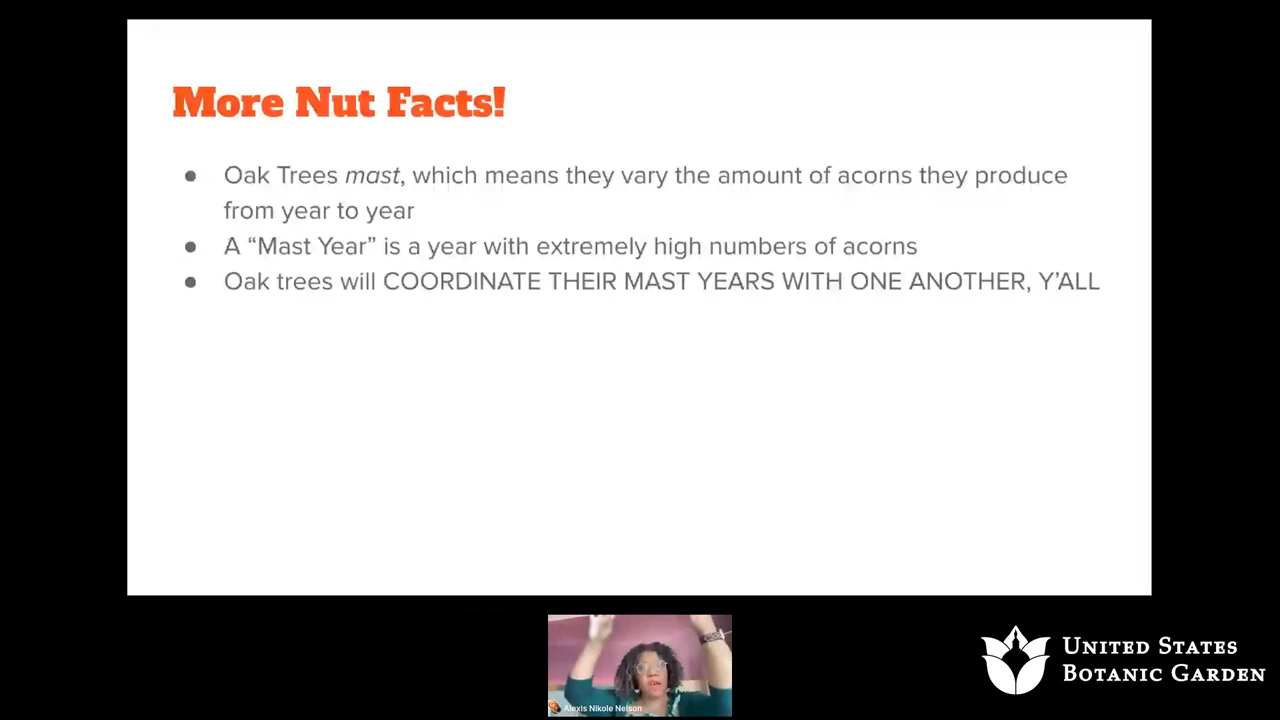 More Nut Facts!
● Oak Trees mast, which means they vary the amount of acorns they produce
from year to year
● A “Mast Year” is a year with extremely high numbers of acorns
● Oak trees will COORDINATE THEIR MAST YEARS WITH ONE ANOTHER, Y’ALL
Alexis Nikole Nelson
UNITED STATES
BOTANIC GARDEN